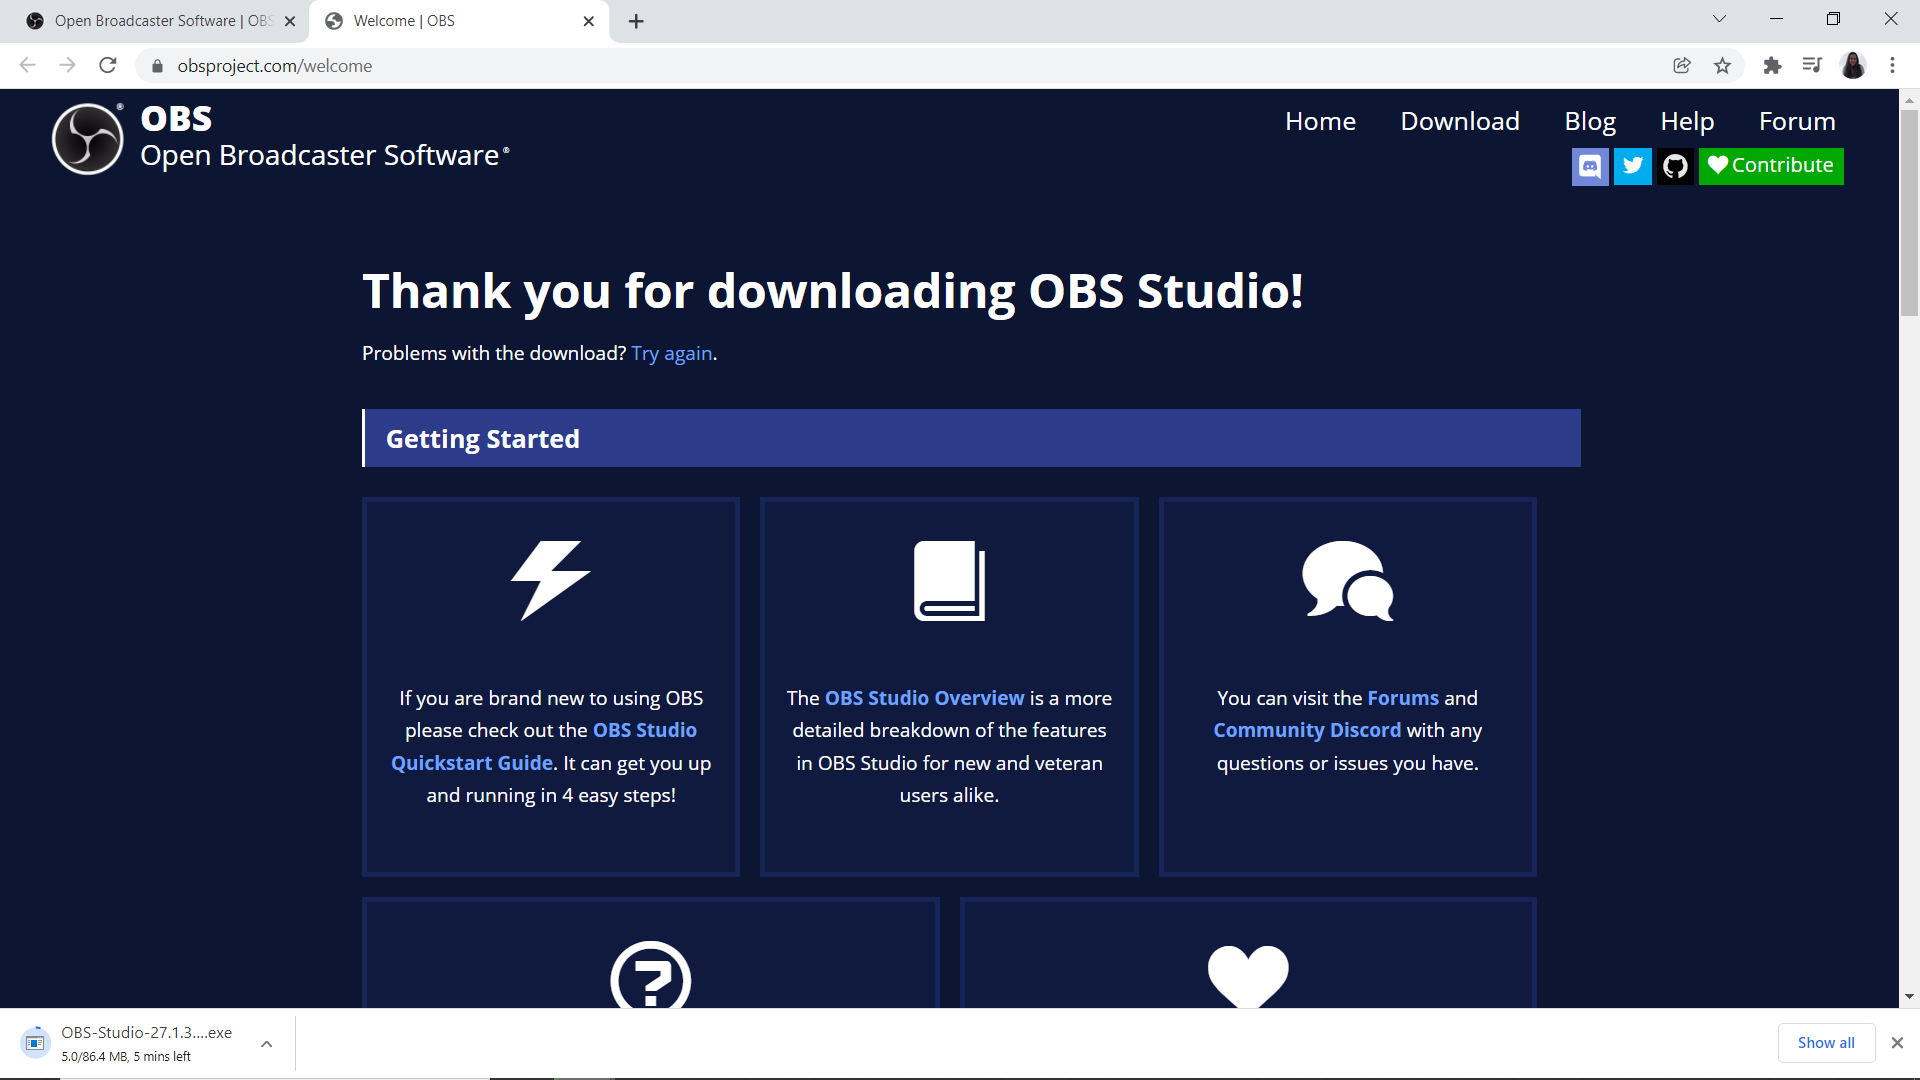 Open Broadcaster Software | OBS
Welcome | OBS
obsproject.com/welcome
OBS
Open Broadcaster Software®
Home
Download
Blog
Help
Forum
Contribute
Thank you for downloading OBS Studio!
Problems with the download? Try again.
Getting Started
If you are brand new to using OBS
please check out the OBS Studio
Quickstart Guide. It can get you up
and running in 4 easy steps!
The OBS Studio Overview is a more
detailed breakdown of the features
in OBS Studio for new and veteran
users alike.
You can visit the Forums and
Community Discord with any
questions or issues you have.
OBS-Studio-27.1.3....exe
5.0/86.4 MB, 5 mins left
Show all